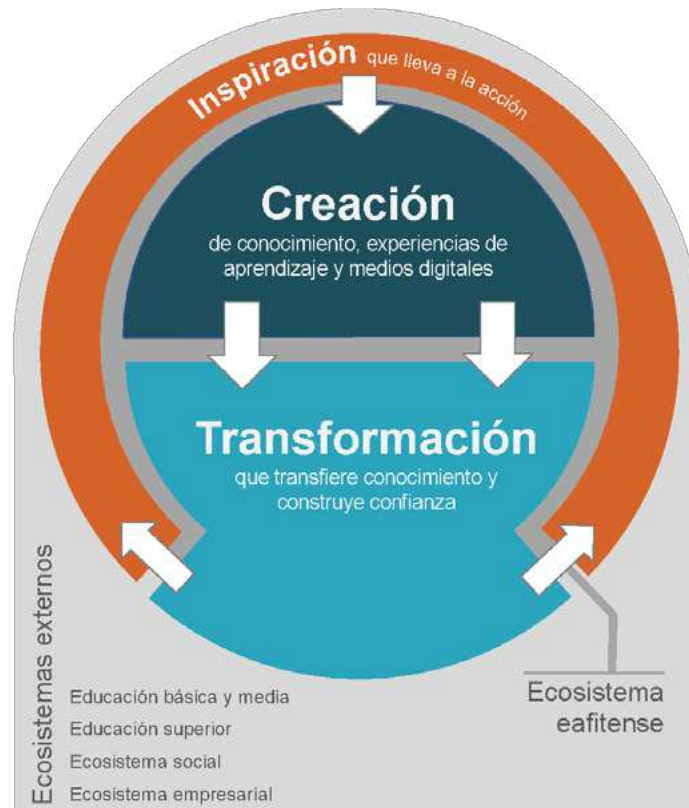 Inspiración que lleva a la acción
Creación
de conocimiento, experiencias de
aprendizaje y medios digitales
Transformación
que transfiere conocimiento y
construye confianza
Ecosistemas externos
Educación básica y media
Educación superior
Ecosistema social
Ecosistema empresarial
Ecosistema
eafitense